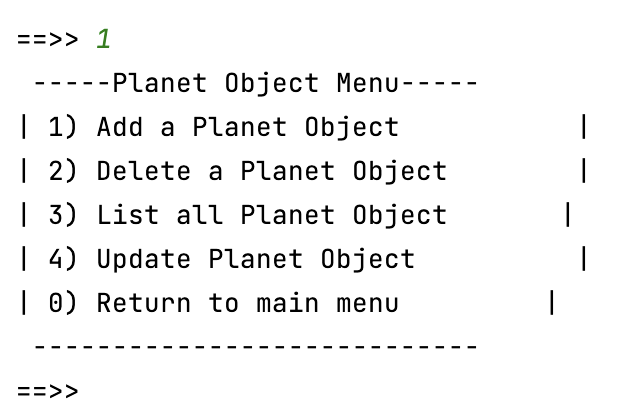 ==>> 1
 -----Planet Object Menu-----
| 1) Add a Planet Object           |
| 2) Delete a Planet Object        |
| 3) List all Planet Object       |
| 4) Update Planet Object          |
| 0) Return to main menu         |
 ----------------------------
==>>